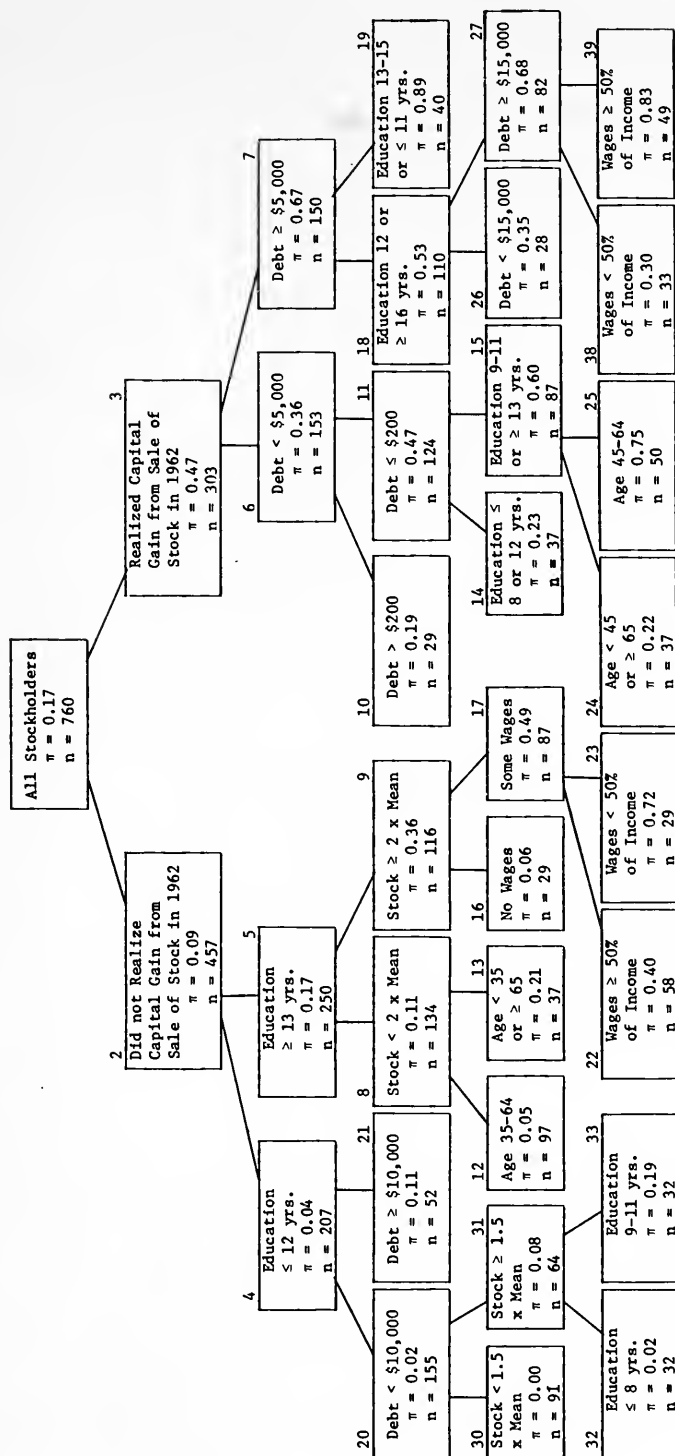 All Stockholders
π = 0.17
n = 760
2
Did not Realize
Capital Gain from
Sale of Stock in 1962
π = 0.09
n = 457
3
Realized Capital
Gain from Sale of
Stock in 1962
π = 0.47
n = 303
4
Education
≤ 12 yrs.
π = 0.04
n = 207
5
Education
≥ 13 yrs.
π = 0.17
n = 250
6
Debt < $5,000
π = 0.36
n = 153
7
Debt ≥ $5,000
π = 0.67
n = 150
20
Debt < $10,000
π = 0.02
n = 155
21
Debt ≥ $10,000
π = 0.11
n = 52
8
Stock < 2 x Mean
π = 0.11
n = 134
9
Stock ≥ 2 x Mean
π = 0.36
n = 116
10
Debt > $200
π = 0.19
n = 29
11
Debt ≤ $200
π = 0.47
n = 124
18
Education 12 or
≥ 16 yrs.
π = 0.53
n = 110
19
Education 13-15
or ≤ 11 yrs.
π = 0.89
n = 40
30
Stock < 1.5
x Mean
π = 0.00
n = 91
31
Stock ≥ 1.5
x Mean
π = 0.08
n = 64
12
Age 35-64
π = 0.05
n = 97
13
Age < 35
or ≥ 65
π = 0.21
n = 37
16
No Wages
π = 0.06
n = 29
17
Some Wages
π = 0.49
n = 87
14
Education ≤
8 or 12 yrs.
π = 0.23
n = 37
15
Education 9-11
or ≥ 13 yrs.
π = 0.60
n = 87
26
Debt < $15,000
π = 0.35
n = 28
27
Debt ≥ $15,000
π = 0.68
n = 82
32
Education
≤ 8 yrs.
π = 0.02
n = 32
33
Education
9-11 yrs.
π = 0.19
n = 32
22
Wages ≥ 50%
of Income
π = 0.40
n = 58
23
Wages < 50%
of Income
π = 0.72
n = 29
24
Age < 45
or ≥ 65
π = 0.22
n = 37
25
Age 45-64
π = 0.75
n = 50
38
Wages < 50%
of Income
π = 0.30
n = 33
39
Wages ≥ 50%
of Income
π = 0.83
n = 49